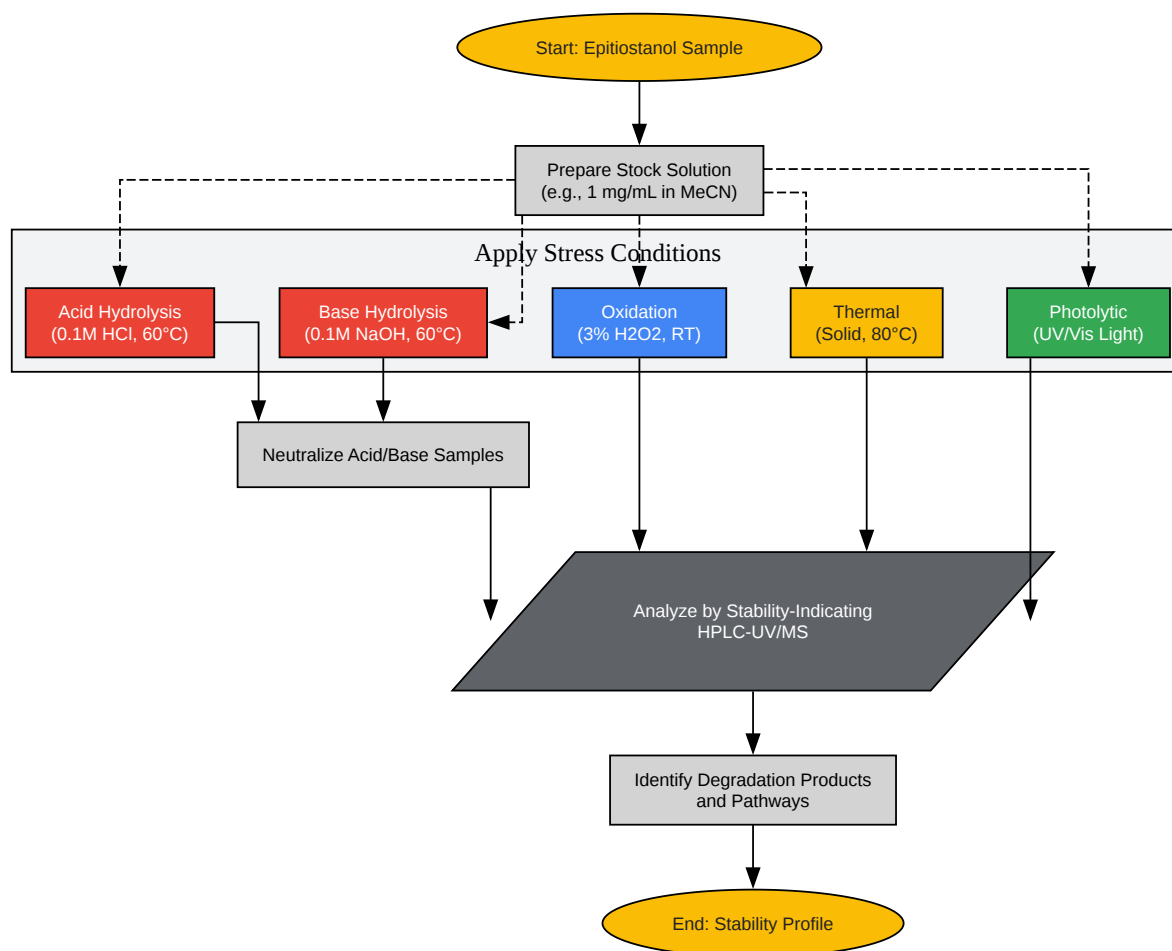 Start: Epitiostanol Sample
Prepare Stock Solution
(e.g., 1 mg/mL in MeCN)
Apply Stress Conditions
Acid Hydrolysis
(0.1M HCl, 60°C)
Base Hydrolysis
(0.1M NaOH, 60°C)
Oxidation
(3% H2O2, RT)
Thermal
(Solid, 80°C)
Photolytic
(UV/Vis Light)
Neutralize Acid/Base Samples
Analyze by Stability-Indicating
HPLC-UV/MS
Identify Degradation Products
and Pathways
End: Stability Profile